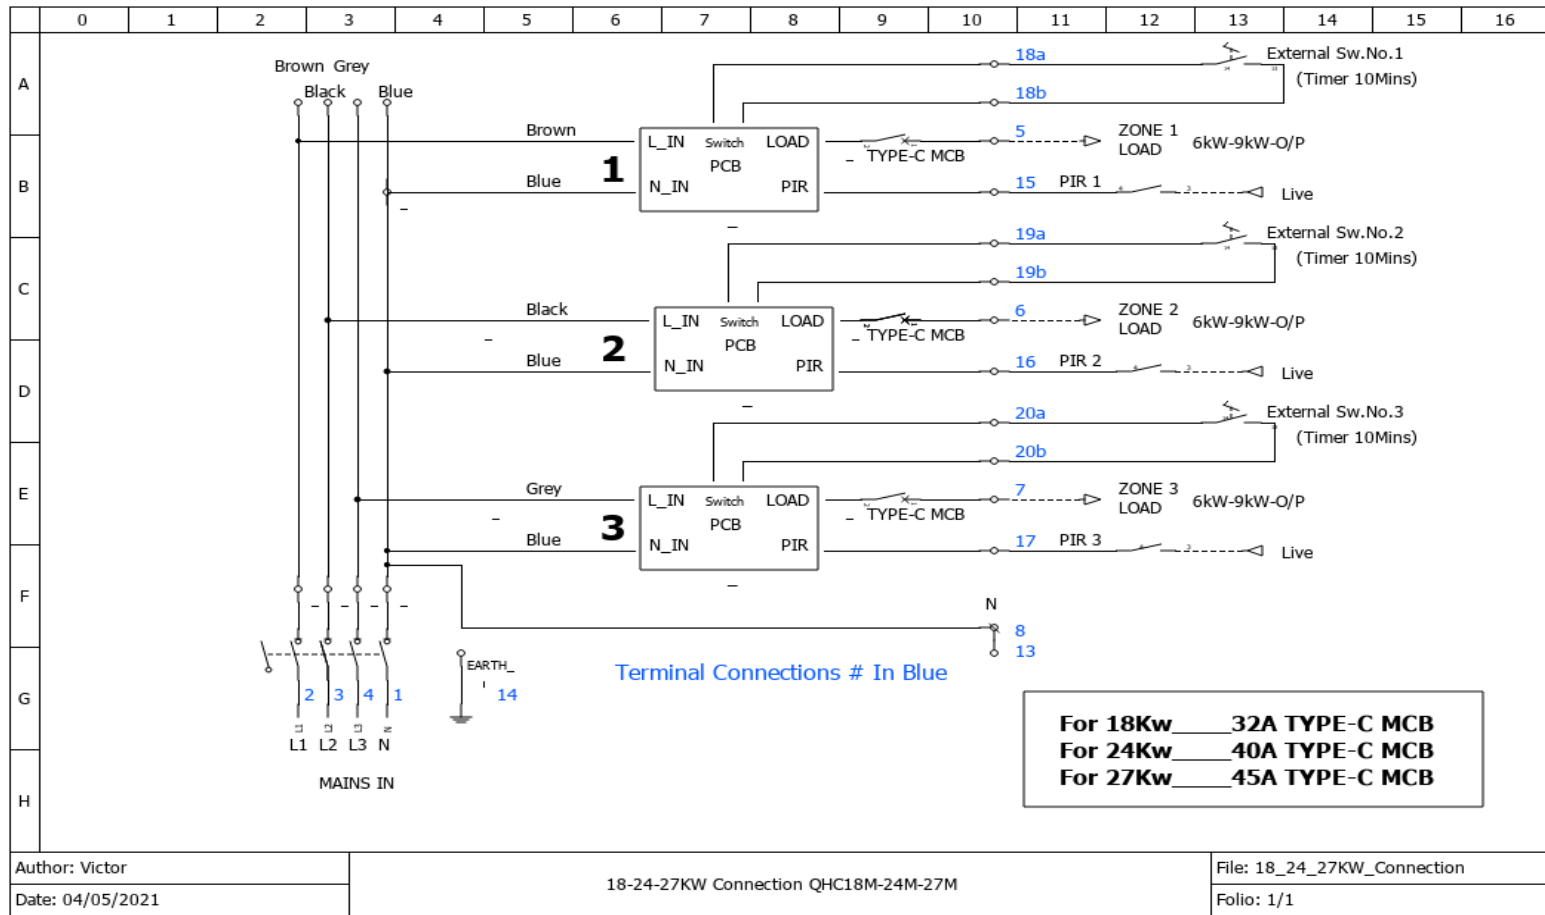 0 1 2 3 4 5 6 7 8 9 10 11 12 13 14 15 16
A
B
C
D
E
F
G
H
Brown Grey
Black Blue
18a
External Sw.No.1
(Timer 10Mins)
18b
Brown
L_IN Switch LOAD
PCB
N_IN PIR
1
Blue
TYPE-C MCB
5
ZONE 1
LOAD
6kW-9kW-O/P
15 PIR 1
Live
19a
External Sw.No.2
(Timer 10Mins)
19b
Black
L_IN Switch LOAD
PCB
N_IN PIR
2
Blue
TYPE-C MCB
6
ZONE 2
LOAD
6kW-9kW-O/P
16 PIR 2
Live
20a
External Sw.No.3
(Timer 10Mins)
20b
Grey
L_IN Switch LOAD
PCB
N_IN PIR
3
Blue
TYPE-C MCB
7
ZONE 3
LOAD
6kW-9kW-O/P
17 PIR 3
Live
N
8
13
EARTH_
14
Terminal Connections # In Blue
2 3 4 1
L1 L2 L3 N
L1 L2 L3 N
MAINS IN
For 18Kw_____32A TYPE-C MCB
For 24Kw_____40A TYPE-C MCB
For 27Kw_____45A TYPE-C MCB
Author: Victor
Date: 04/05/2021
18-24-27KW Connection QHC18M-24M-27M
File: 18_24_27KW_Connection
Folio: 1/1